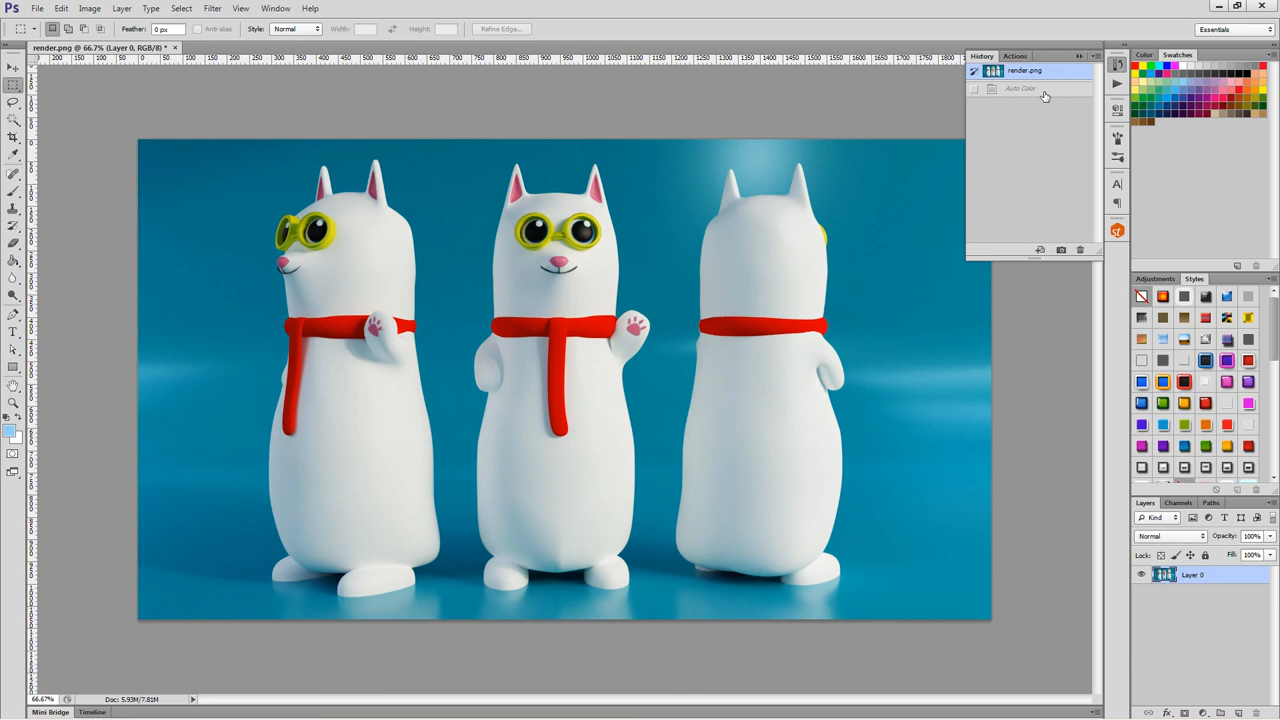 Ps File Edit Image Layer Type Select Filter View Window Help
Feather: 0 px Anti-alias Style: Normal Width: Height: Refine Edge... Essentials
render.png @ 66.7% (Layer 0, RGB/8) *
History Actions
render.png
Auto Color
Color Swatches
Adjustments Styles
Layers Channels Paths
Kind
Normal Opacity: 100%
Lock: Fill: 100%
Layer 0
66.67% Doc: 5.93M/7.81M
Mini Bridge Timeline